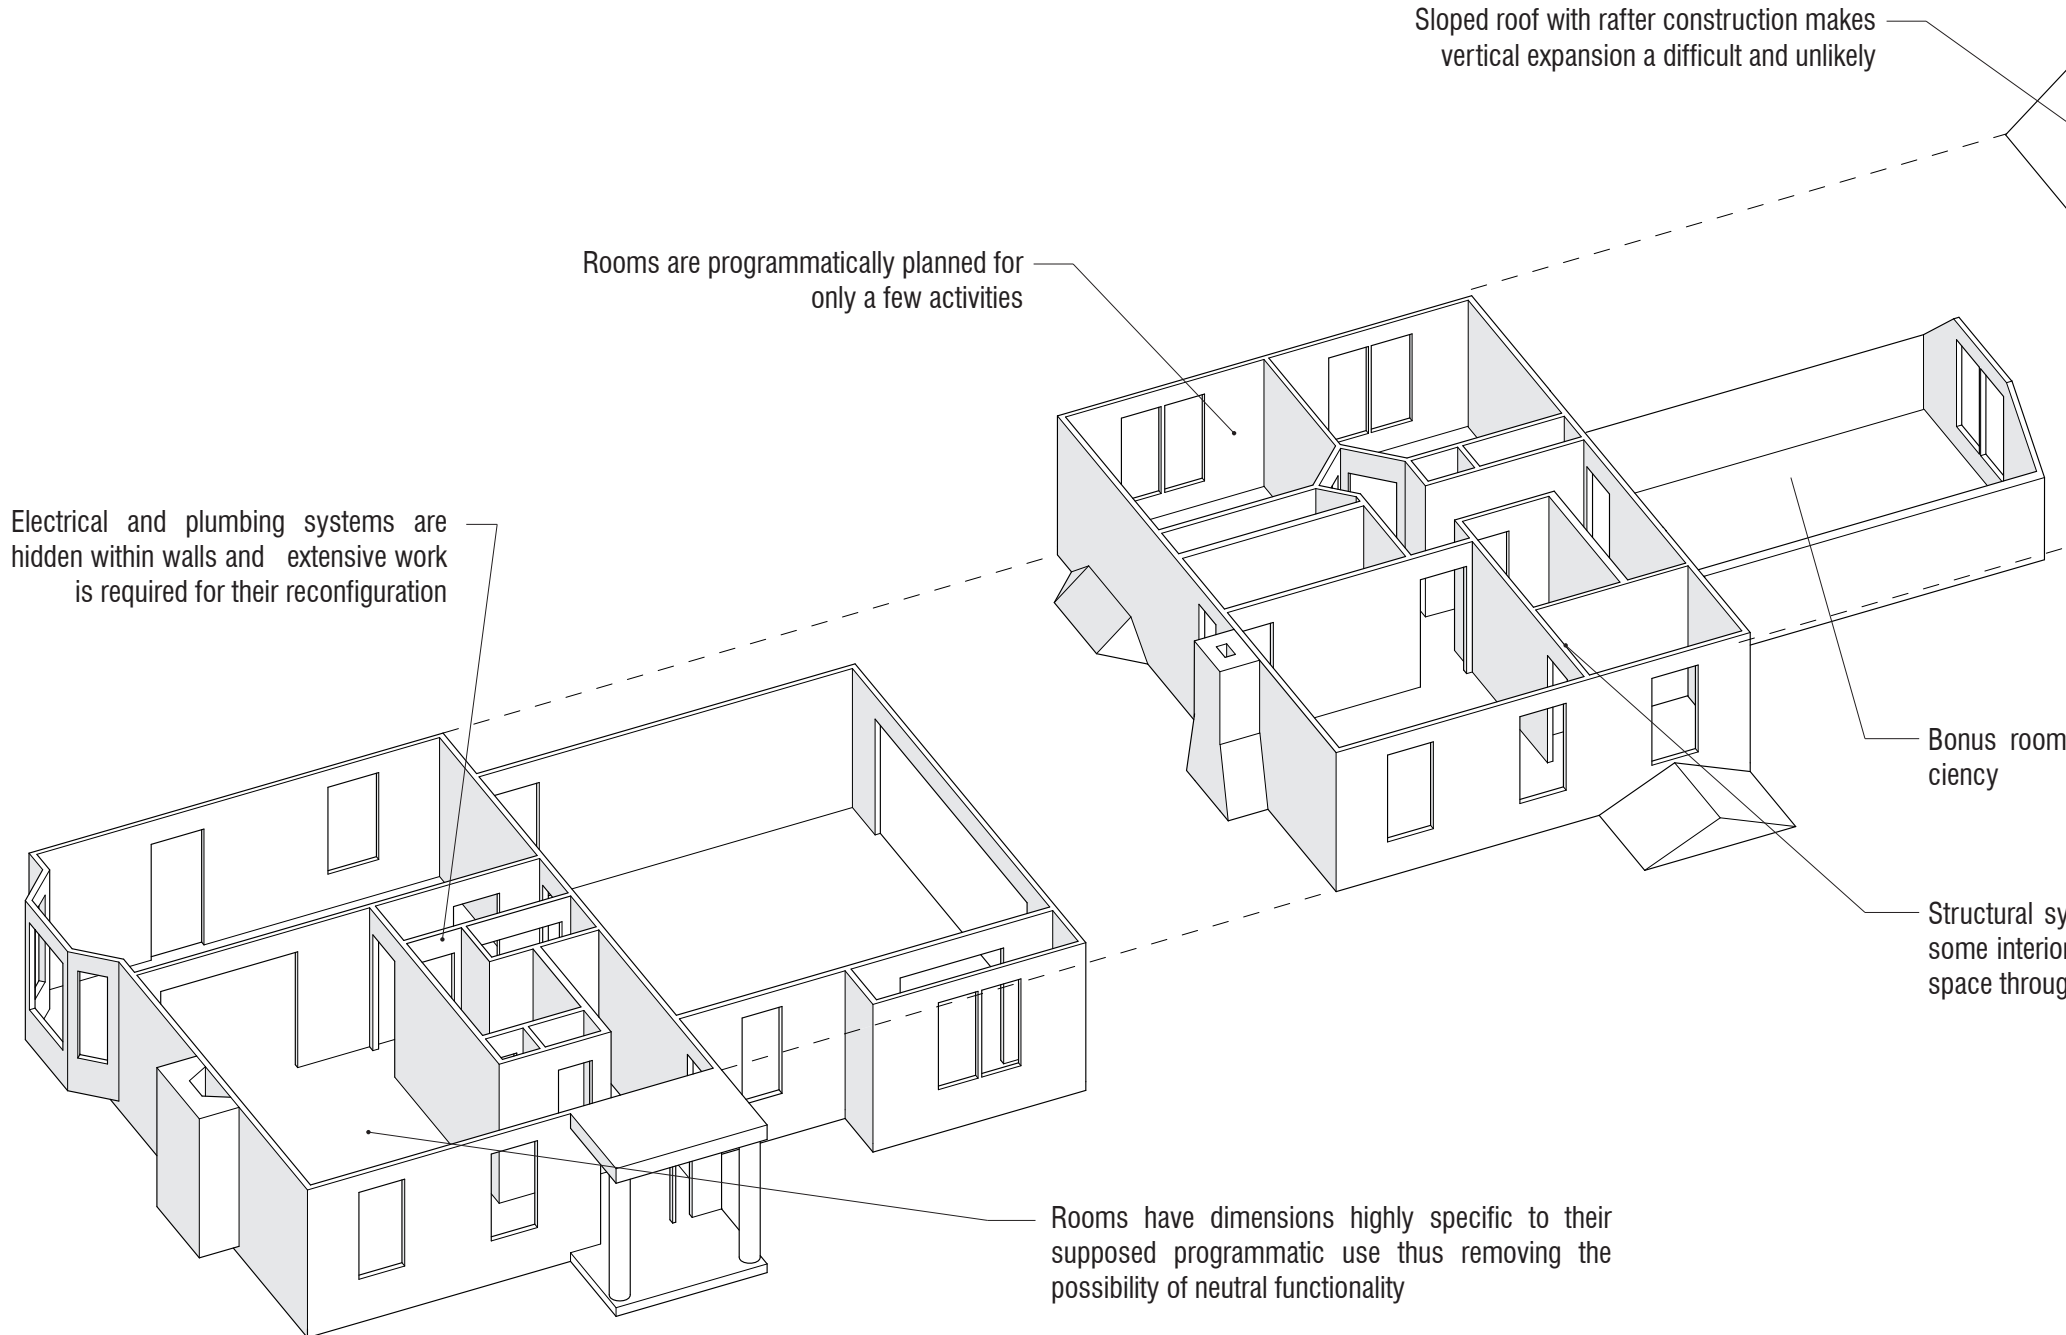 Sloped roof with rafter construction makes
vertical expansion a difficult and unlikely
Rooms are programmatically planned for
only a few activities
Electrical and plumbing systems are
hidden within walls and extensive work
is required for their reconfiguration
Bonus room
ciency
Structural sy
some interior
space throug
Rooms have dimensions highly specific to their
supposed programmatic use thus removing the
possibility of neutral functionality